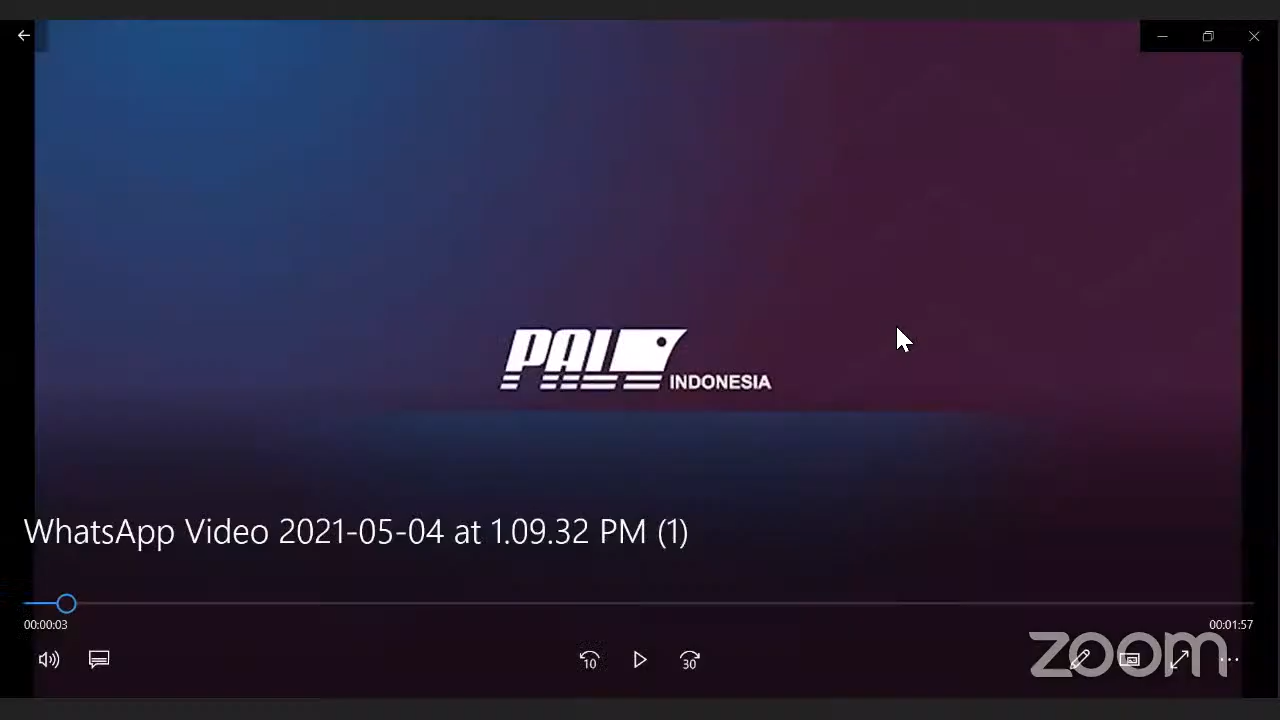 PAL
INDONESIA
WhatsApp Video 2021-05-04 at 1.09.32 PM (1)
00:00:03
00:01:57
10
30
zoom